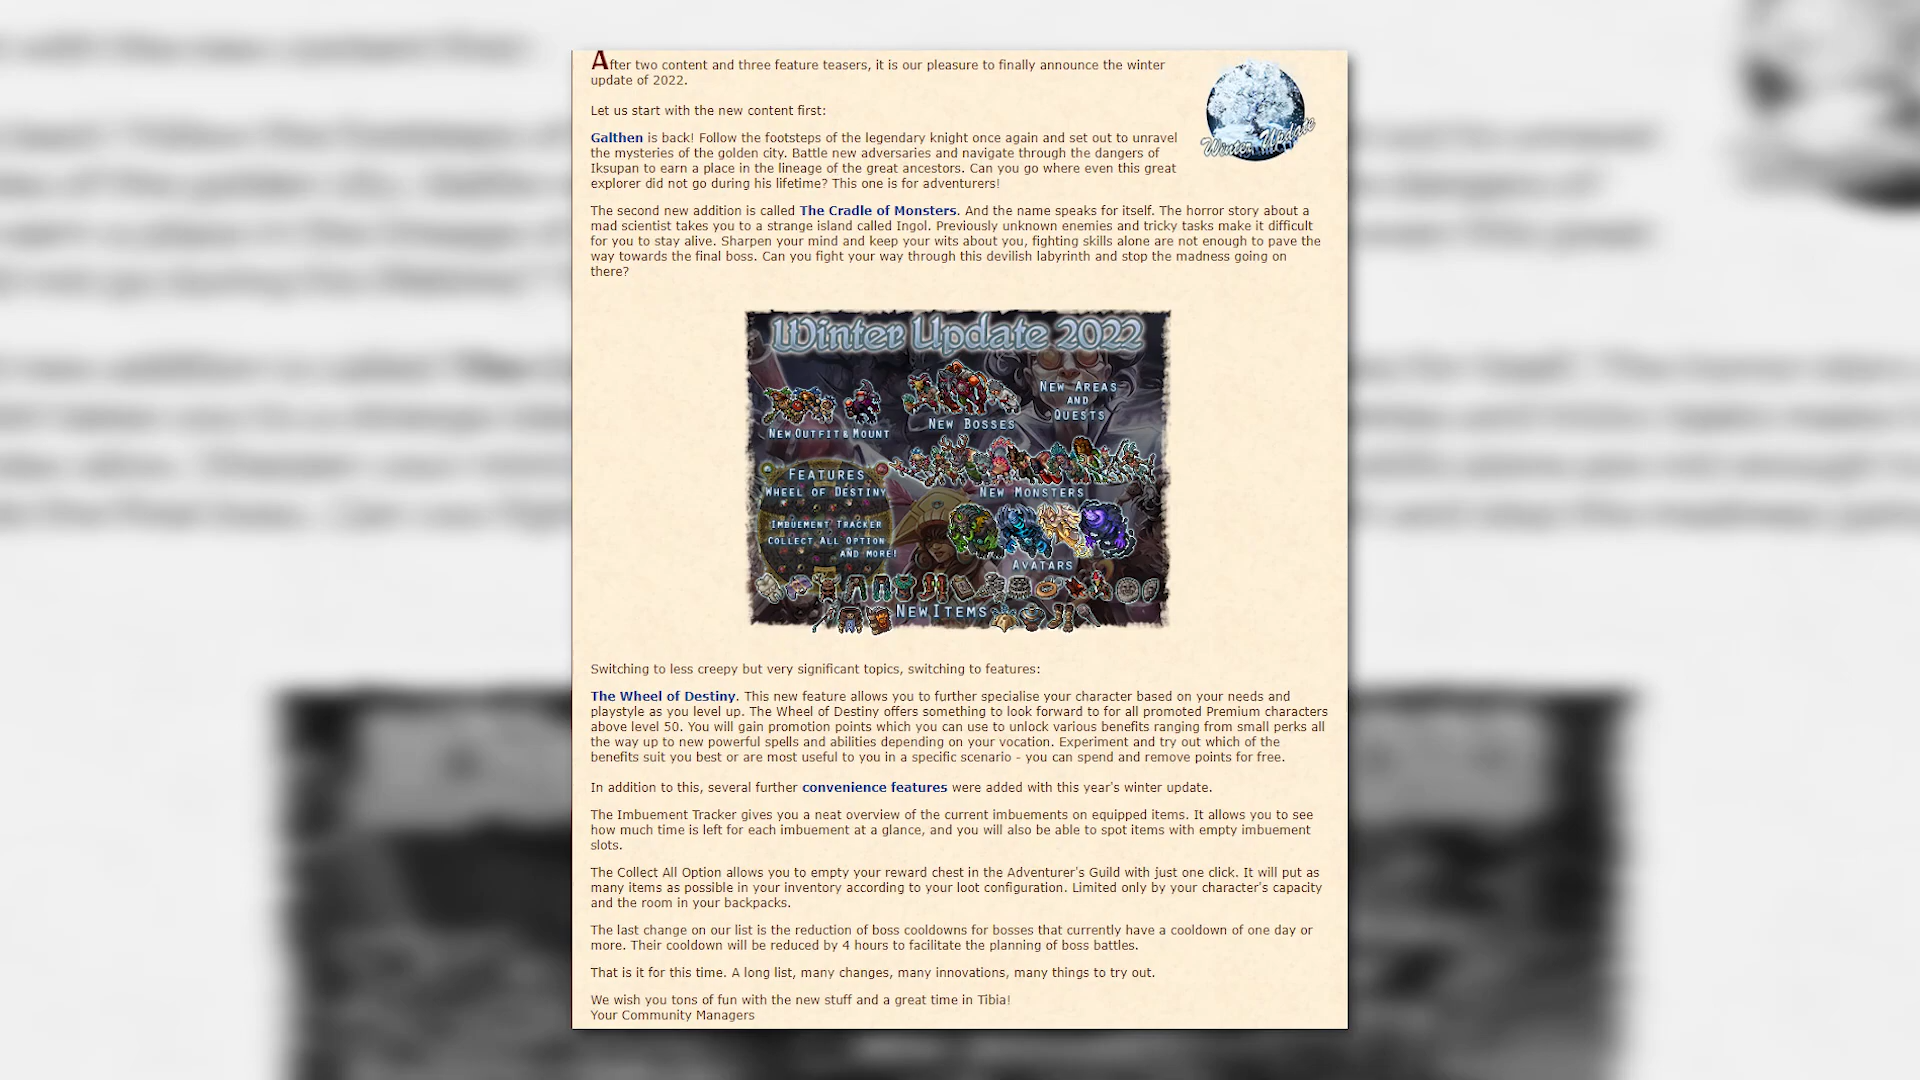 After two content and three feature teasers, it is our pleasure to finally announce the winter
update of 2022.
Winter Update
Let us start with the new content first:
Galthen is back! Follow the footsteps of the legendary knight once again and set out to unravel
the mysteries of the golden city. Battle new adversaries and navigate through the dangers of
Iksupan to earn a place in the lineage of the great ancestors. Can you go where even this great
explorer did not go during his lifetime? This one is for adventurers!
The second new addition is called The Cradle of Monsters. And the name speaks for itself. The horror story about a
mad scientist takes you to a strange island called Ingol. Previously unknown enemies and tricky tasks make it difficult
for you to stay alive. Sharpen your mind and keep your wits about you, fighting skills alone are not enough to pave the
way towards the final boss. Can you fight your way through this devilish labyrinth and stop the madness going on
there?
Winter Update 2022
New Areas
and
Quests
New Outfit & Mount
New Bosses
Features
Wheel of Destiny
Imbuement Tracker
Collect All Option
and more!
New Monsters
Avatars
New Items
Switching to less creepy but very significant topics, switching to features:
The Wheel of Destiny. This new feature allows you to further specialise your character based on your needs and
playstyle as you level up. The Wheel of Destiny offers something to look forward to for all promoted Premium characters
above level 50. You will gain promotion points which you can use to unlock various benefits ranging from small perks all
the way up to new powerful spells and abilities depending on your vocation. Experiment and try out which of the
benefits suit you best or are most useful to you in a specific scenario - you can spend and remove points for free.
In addition to this, several further convenience features were added with this year's winter update.
The Imbuement Tracker gives you a neat overview of the current imbuements on equipped items. It allows you to see
how much time is left for each imbuement at a glance, and you will also be able to spot items with empty imbuement
slots.
The Collect All Option allows you to empty your reward chest in the Adventurer's Guild with just one click. It will put as
many items as possible in your inventory according to your loot configuration. Limited only by your character's capacity
and the room in your backpacks.
The last change on our list is the reduction of boss cooldowns for bosses that currently have a cooldown of one day or
more. Their cooldown will be reduced by 4 hours to facilitate the planning of boss battles.
That is it for this time. A long list, many changes, many innovations, many things to try out.
We wish you tons of fun with the new stuff and a great time in Tibia!
Your Community Managers